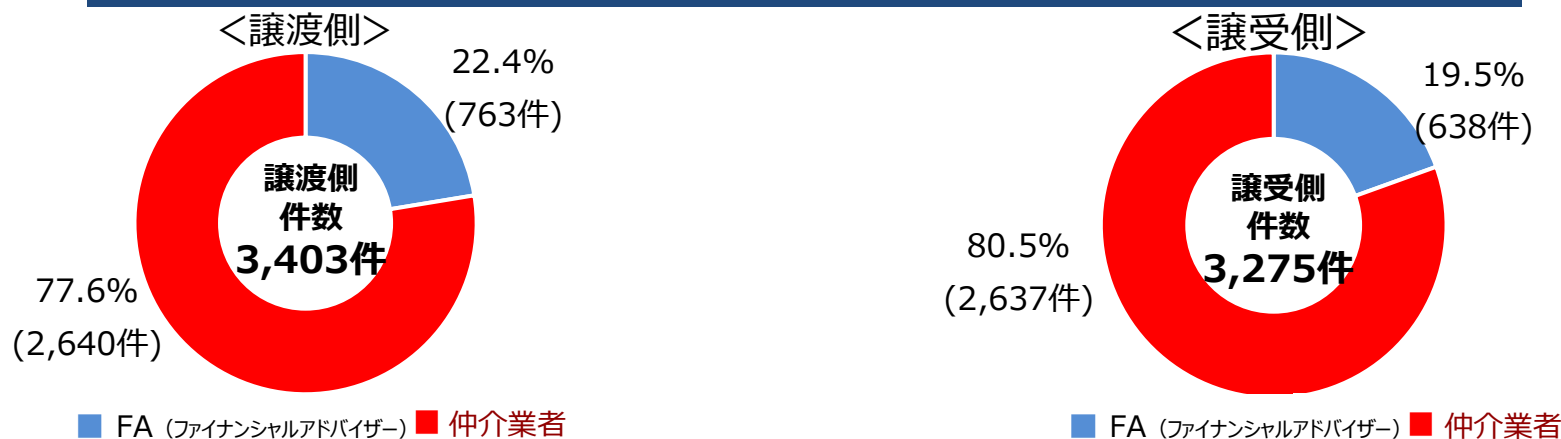 ＜譲渡側＞
22.4%
(763件)
譲渡側
件数
3,403件
77.6%
(2,640件)
■ FA（ファイナンシャルアドバイザー） ■ 仲介業者
＜譲受側＞
19.5%
(638件)
譲受側
件数
3,275件
80.5%
(2,637件)
■ FA（ファイナンシャルアドバイザー） ■ 仲介業者